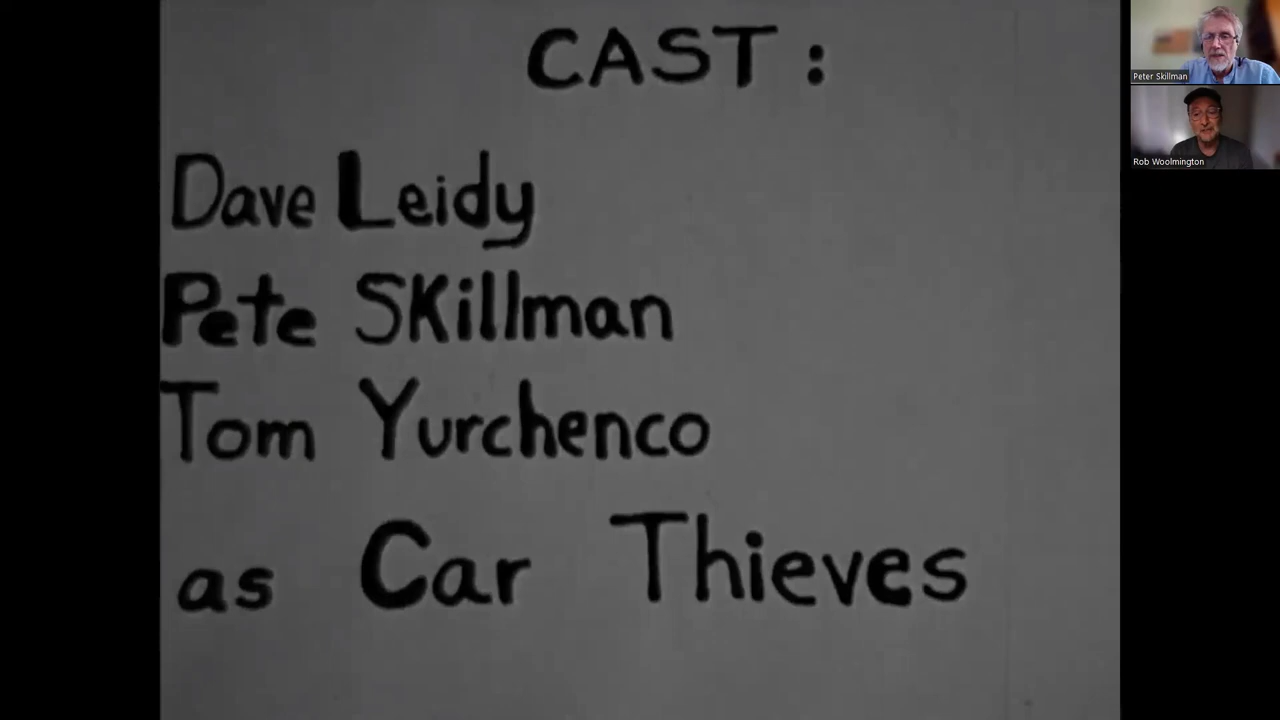 CAST :
Dave Leidy
Pete SKillman
Tom Yurchenco
as Car Thieves
Peter Skillman
Rob Woolmington